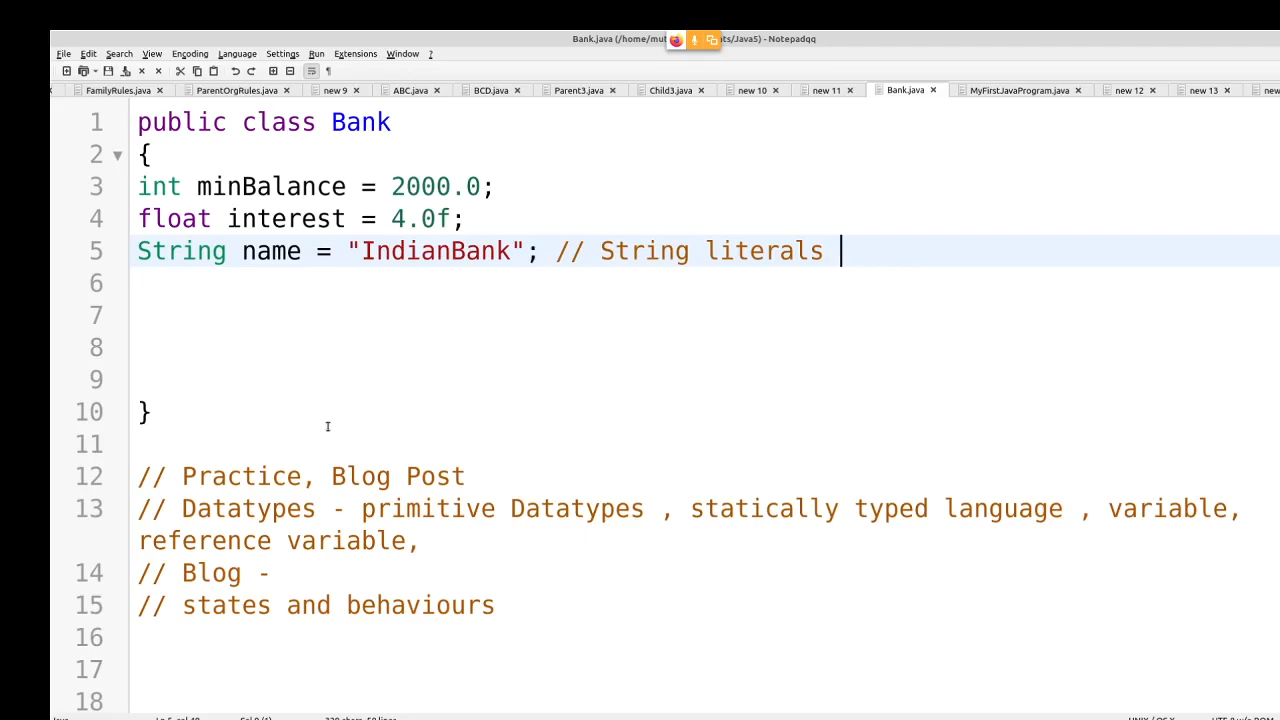 Bank.java (/home/mut ts/Java5) - Notepadqq
File Edit Search View Encoding Language Settings Run Extensions Window ?
FamilyRules.java ParentOrgRules.java new 9 ABC.java BCD.java Parent3.java Child3.java new 10 new 11 Bank.java MyFirstJavaProgram.java new 12 new 13 new
1 public class Bank
2 {
3 int minBalance = 2000.0;
4 float interest = 4.0f;
5 String name = "IndianBank"; // String literals
6
7
8
9
10 }
11
12 // Practice, Blog Post
13 // Datatypes - primitive Datatypes , statically typed language , variable,
reference variable,
14 // Blog -
15 // states and behaviours
16
17
18